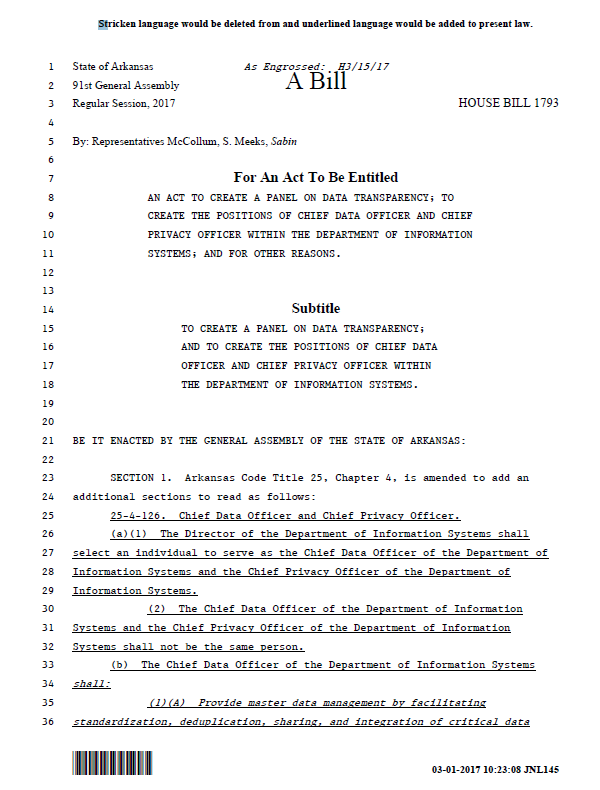 Stricken language would be deleted from and underlined language would be added to present law.
1 State of Arkansas As Engrossed: H3/15/17
2 91st General Assembly A Bill
3 Regular Session, 2017 HOUSE BILL 1793
4
5 By: Representatives McCollum, S. Meeks, Sabin
6
7 For An Act To Be Entitled
8 AN ACT TO CREATE A PANEL ON DATA TRANSPARENCY; TO
9 CREATE THE POSITIONS OF CHIEF DATA OFFICER AND CHIEF
10 PRIVACY OFFICER WITHIN THE DEPARTMENT OF INFORMATION
11 SYSTEMS; AND FOR OTHER REASONS.
12
13
14 Subtitle
15 TO CREATE A PANEL ON DATA TRANSPARENCY;
16 AND TO CREATE THE POSITIONS OF CHIEF DATA
17 OFFICER AND CHIEF PRIVACY OFFICER WITHIN
18 THE DEPARTMENT OF INFORMATION SYSTEMS.
19
20
21 BE IT ENACTED BY THE GENERAL ASSEMBLY OF THE STATE OF ARKANSAS:
22
23 SECTION 1. Arkansas Code Title 25, Chapter 4, is amended to add an
24 additional sections to read as follows:
25 25-4-126. Chief Data Officer and Chief Privacy Officer.
26 (a)(1) The Director of the Department of Information Systems shall
27 select an individual to serve as the Chief Data Officer of the Department of
28 Information Systems and the Chief Privacy Officer of the Department of
29 Information Systems.
30 (2) The Chief Data Officer of the Department of Information
31 Systems and the Chief Privacy Officer of the Department of Information
32 Systems shall not be the same person.
33 (b) The Chief Data Officer of the Department of Information Systems
34 shall:
35 (1)(A) Provide master data management by facilitating
36 standardization, deduplication, sharing, and integration of critical data
03-01-2017 10:23:08 JNL145